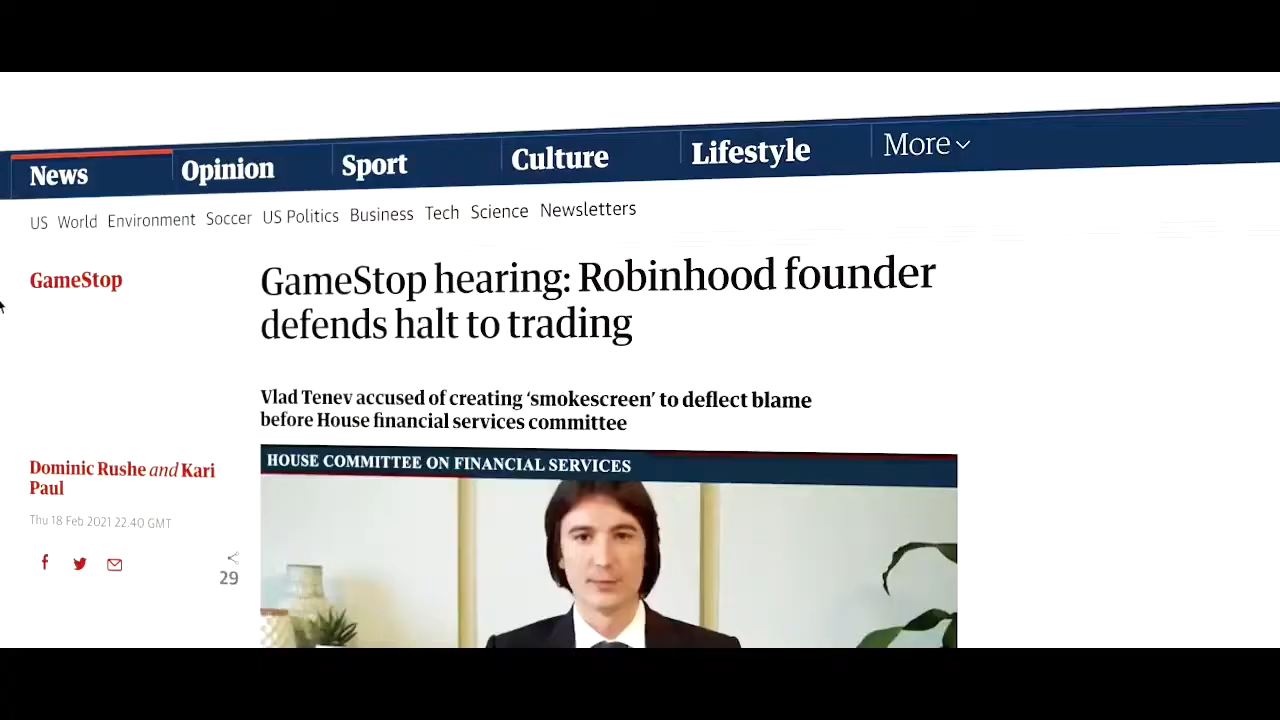 News Opinion Sport Culture Lifestyle More
US World Environment Soccer US Politics Business Tech Science Newsletters
GameStop
GameStop hearing: Robinhood founder
defends halt to trading
Vlad Tenev accused of creating ‘smokescreen’ to deflect blame
before House financial services committee
Dominic Rushe and Kari
Paul
Thu 18 Feb 2021 22.40 GMT
29
HOUSE COMMITTEE ON FINANCIAL SERVICES